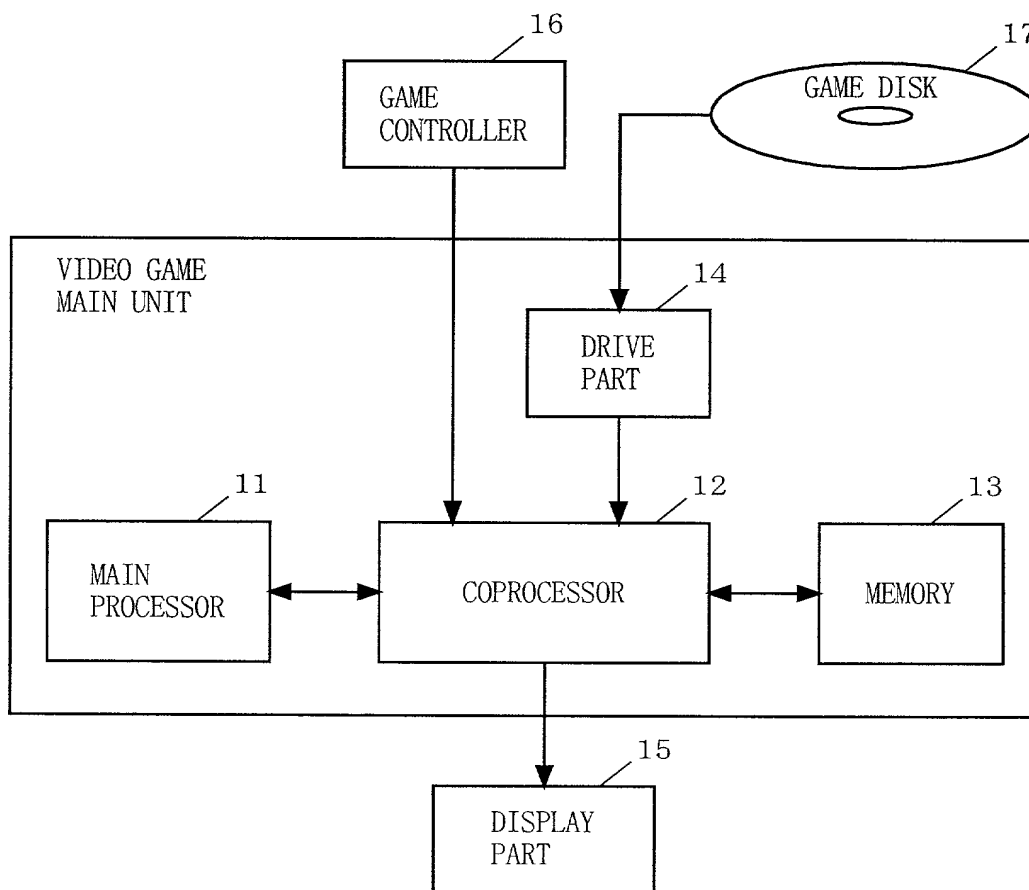 16
17
GAME
CONTROLLER
GAME DISK
VIDEO GAME
MAIN UNIT
14
DRIVE
PART
11
12
13
MAIN
PROCESSOR
COPROCESSOR
MEMORY
15
DISPLAY
PART